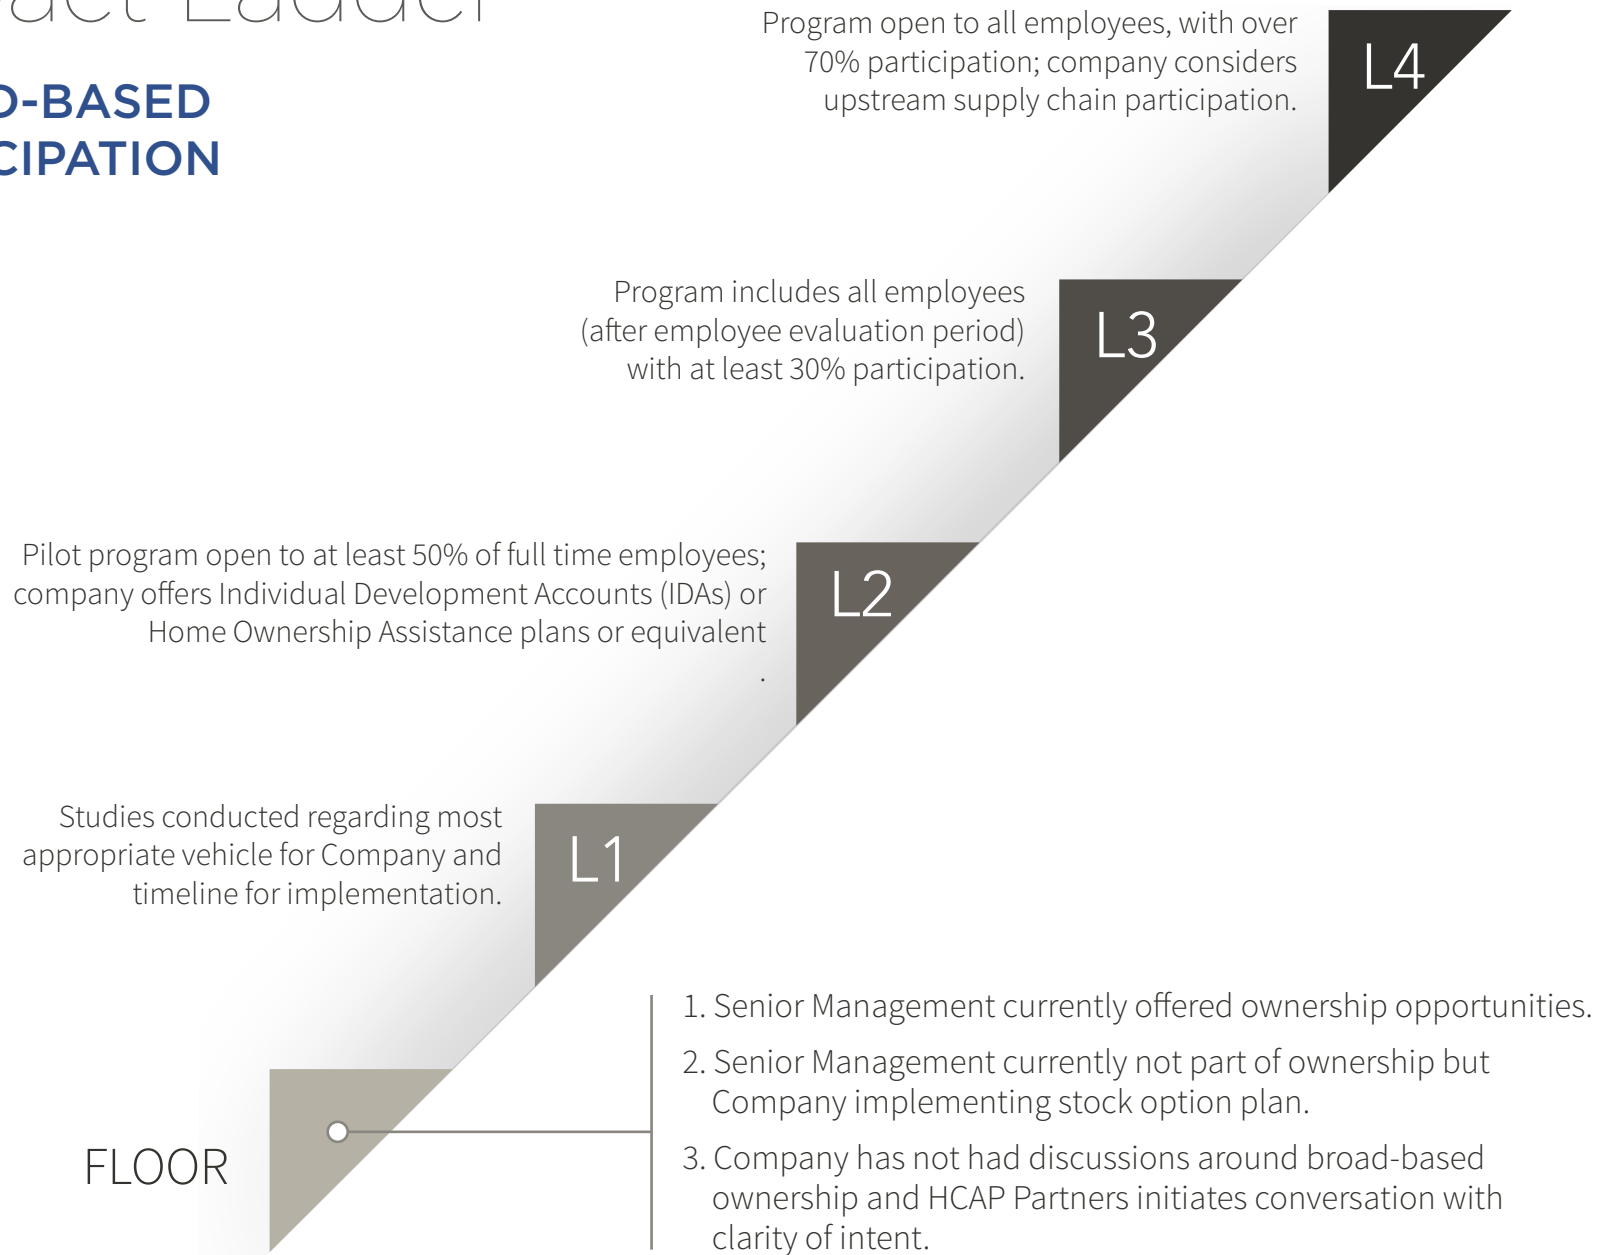 Ladder
-BASED
Program open to all employees, with over
70% participation; company considers
upstream supply chain participation.
L4
Program includes all employees
(after employee evaluation period)
with at least 30% participation.
L3
Pilot program open to at least 50% of full time employees;
company offers Individual Development Accounts (IDAs) or
Home Ownership Assistance plans or equivalent
.
L2
Studies conducted regarding most
appropriate vehicle for Company and
timeline for implementation.
L1
FLOOR
1. Senior Management currently offered ownership opportunities.
2. Senior Management currently not part of ownership but
Company implementing stock option plan.
3. Company has not had discussions around broad-based
ownership and HCAP Partners initiates conversation with
clarity of intent.